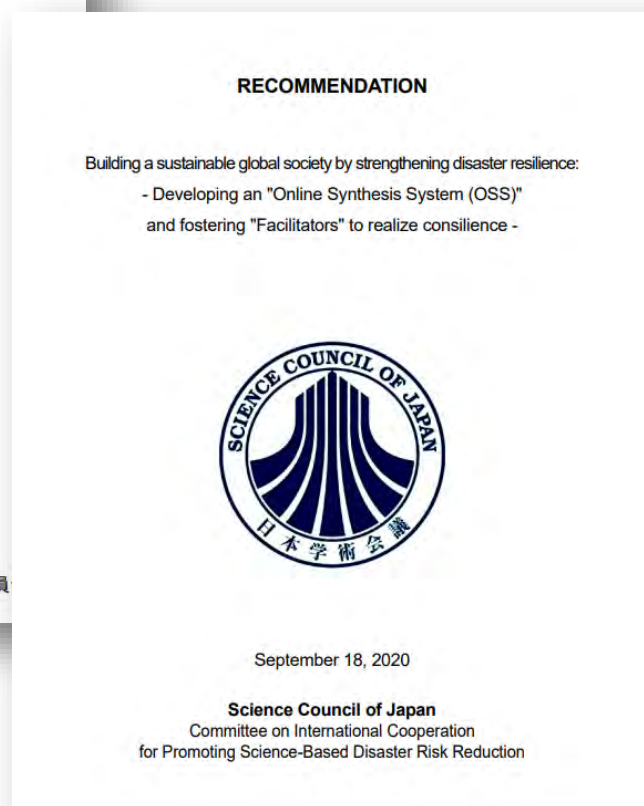 RECOMMENDATION
Building a sustainable global society by strengthening disaster resilience:
- Developing an "Online Synthesis System (OSS)"
and fostering "Facilitators" to realize consilience -
SCIENCE COUNCIL OF JAPAN
日本学術会議
員
September 18, 2020
Science Council of Japan
Committee on International Cooperation
for Promoting Science-Based Disaster Risk Reduction